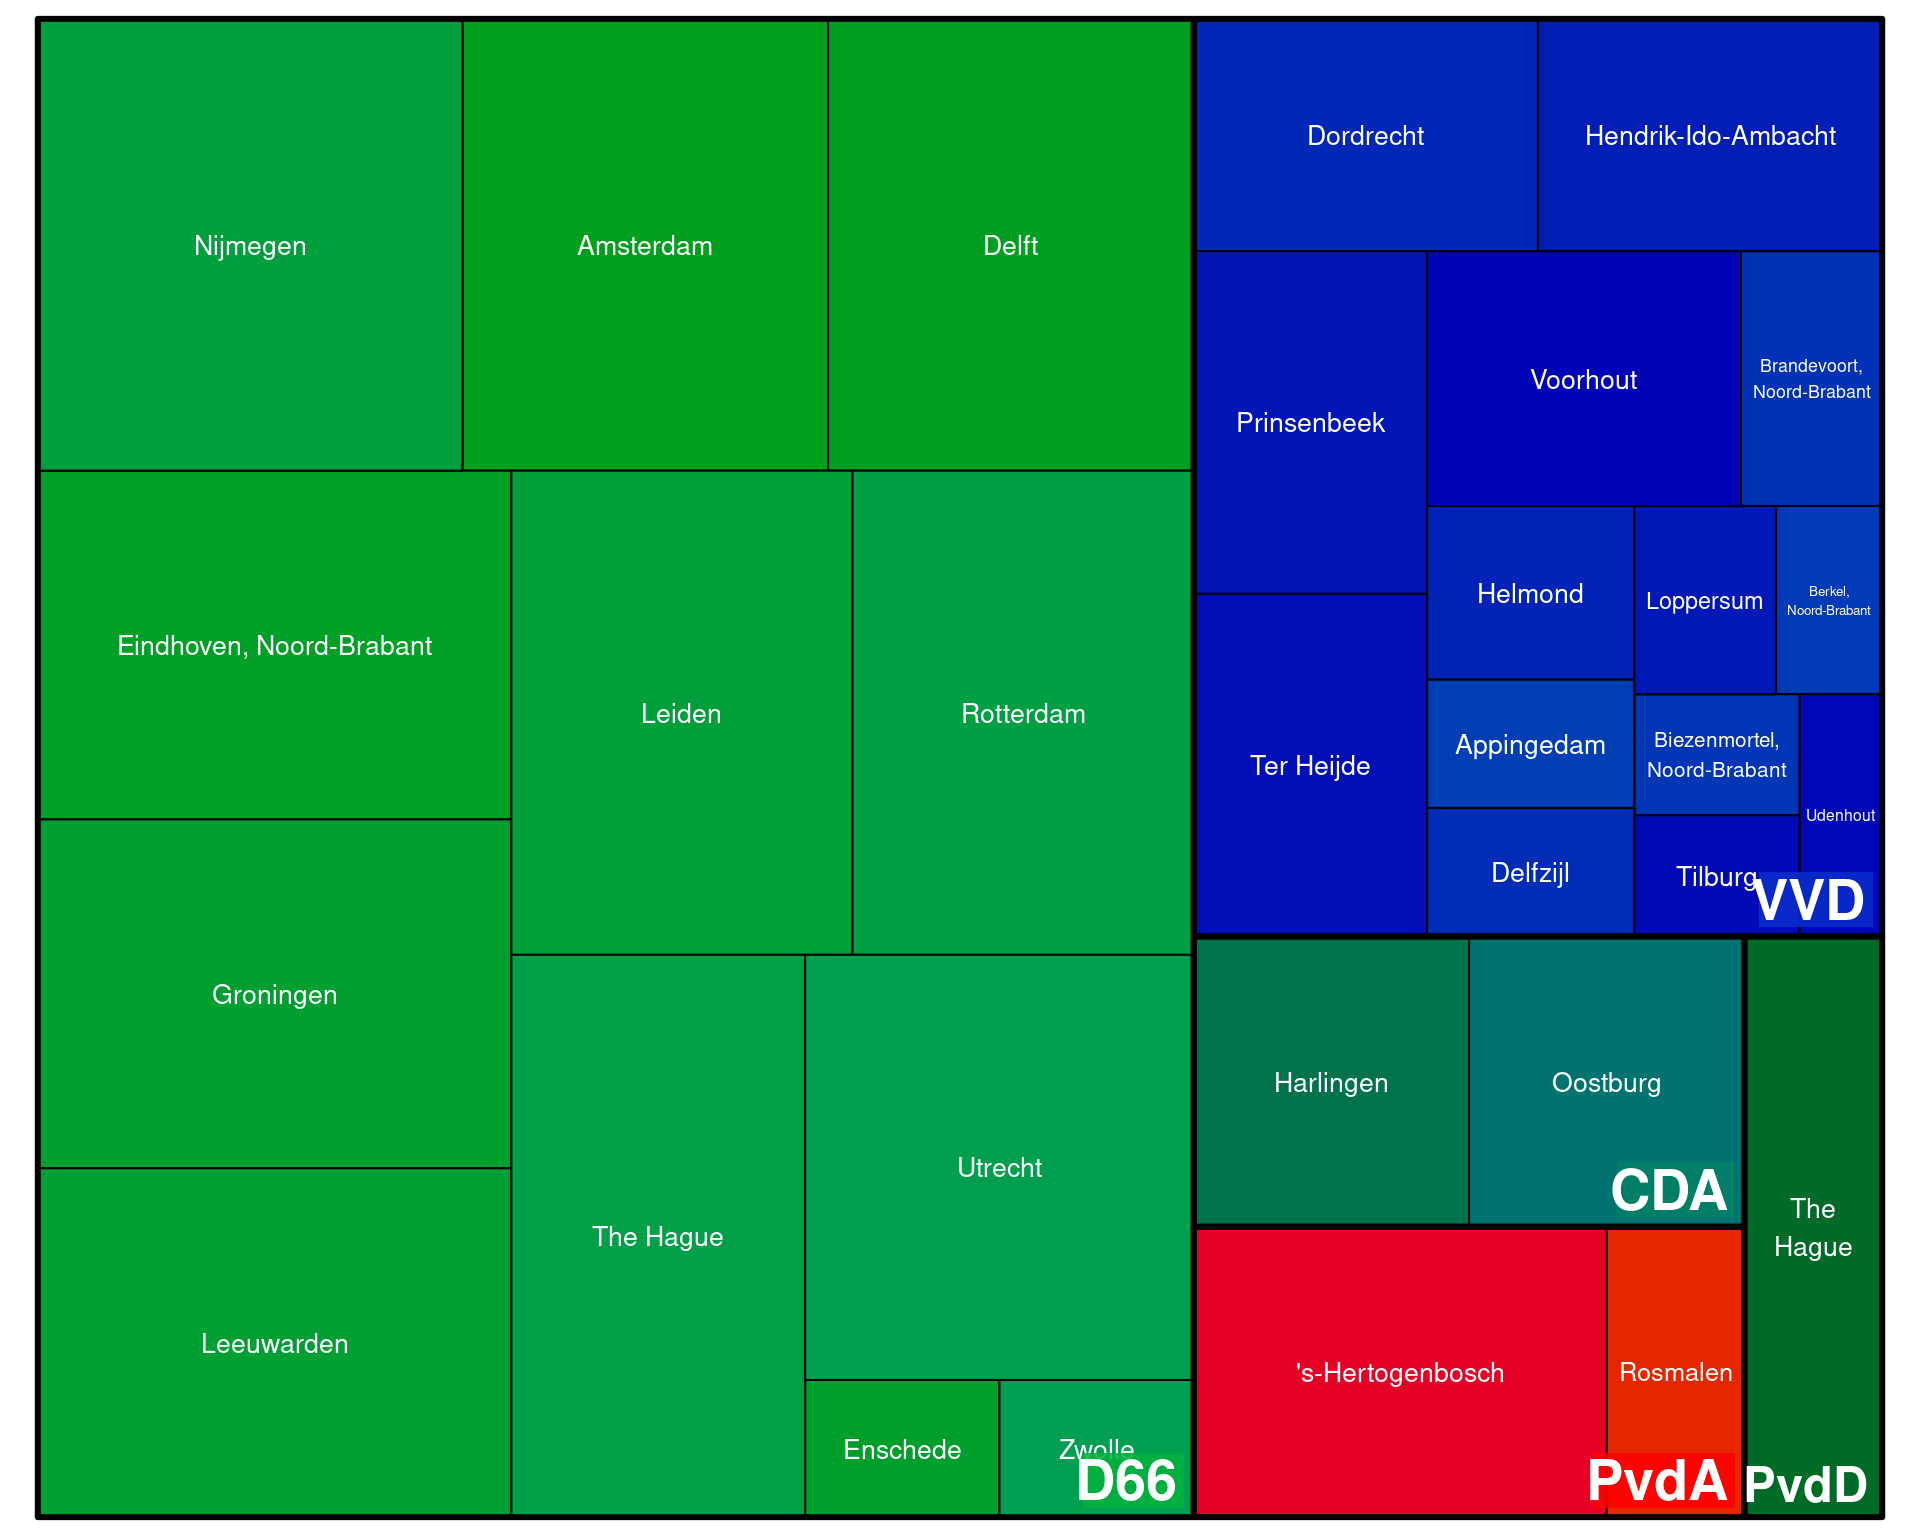 Nijmegen
Amsterdam
Delft
Eindhoven, Noord-Brabant
Leiden
Rotterdam
Groningen
Leeuwarden
The Hague
Utrecht
Enschede
Zwolle
D66
Dordrecht
Hendrik-Ido-Ambacht
Prinsenbeek
Voorhout
Brandevoort,
Noord-Brabant
Helmond
Loppersum
Berkel,
Noord-Brabant
Ter Heijde
Appingedam
Biezenmortel,
Noord-Brabant
Udenhout
Delfzijl
Tilburg
VVD
Harlingen
Oostburg
CDA
The
Hague
PvdD
's-Hertogenbosch
Rosmalen
PvdA